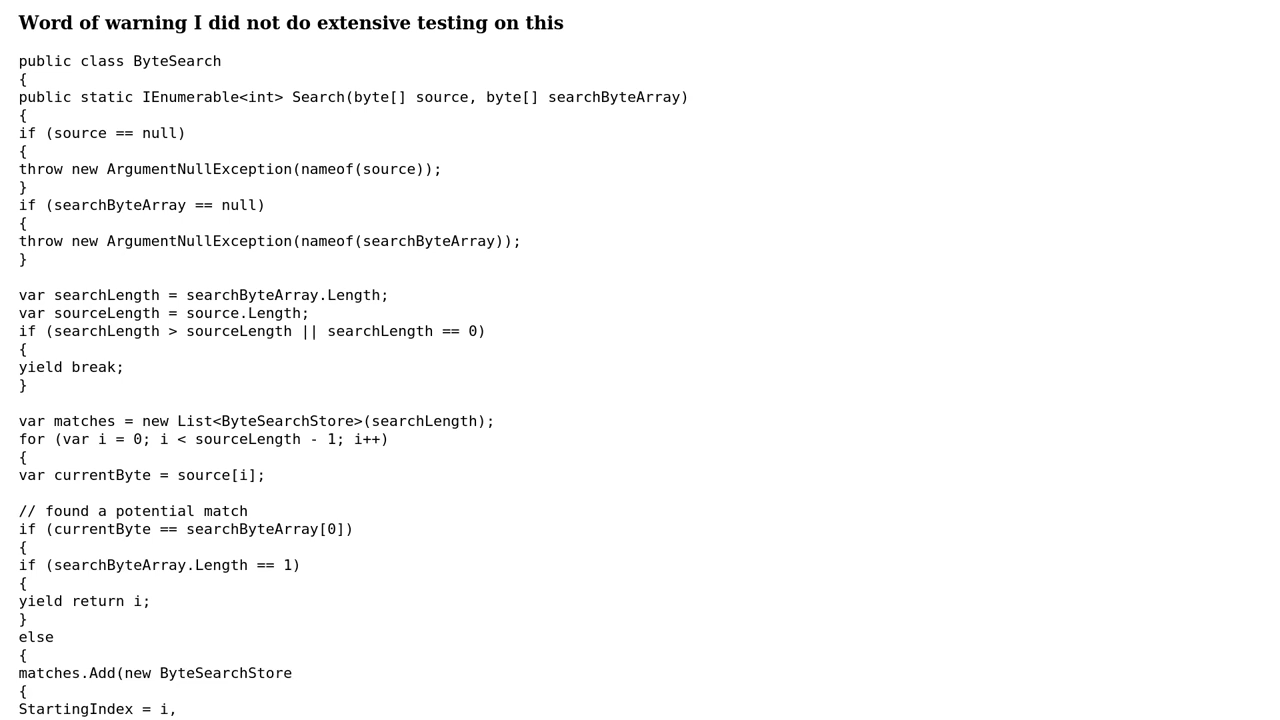 Word of warning I did not do extensive testing on this
public class ByteSearch
{
public static IEnumerable<int> Search(byte[] source, byte[] searchByteArray)
{
if (source == null)
{
throw new ArgumentNullException(nameof(source));
}
if (searchByteArray == null)
{
throw new ArgumentNullException(nameof(searchByteArray));
}
var searchLength = searchByteArray.Length;
var sourceLength = source.Length;
if (searchLength > sourceLength || searchLength == 0)
{
yield break;
}
var matches = new List<ByteSearchStore>(searchLength);
for (var i = 0; i < sourceLength - 1; i++)
{
var currentByte = source[i];
// found a potential match
if (currentByte == searchByteArray[0])
{
if (searchByteArray.Length == 1)
{
yield return i;
}
else
{
matches.Add(new ByteSearchStore
{
StartingIndex = i,